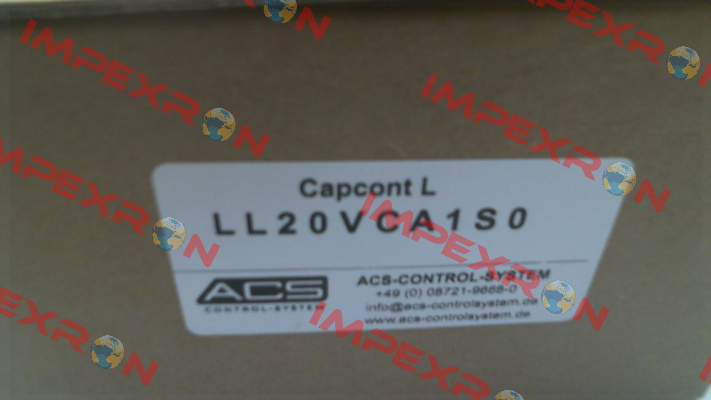 Capcont L
LL20VCA1S0
ACS
CONTROL-SYSTEM
ACS-CONTROL-SYSTEM
+49 (0) 08721-9668-0
info@acs-controlsystem.de
www.acs-controlsystem.de
IMPEXRON
IMPEXRON
IMPEXRON
IMPEXRON
IMPEXRON
IMPEXRON
IMPEXRON